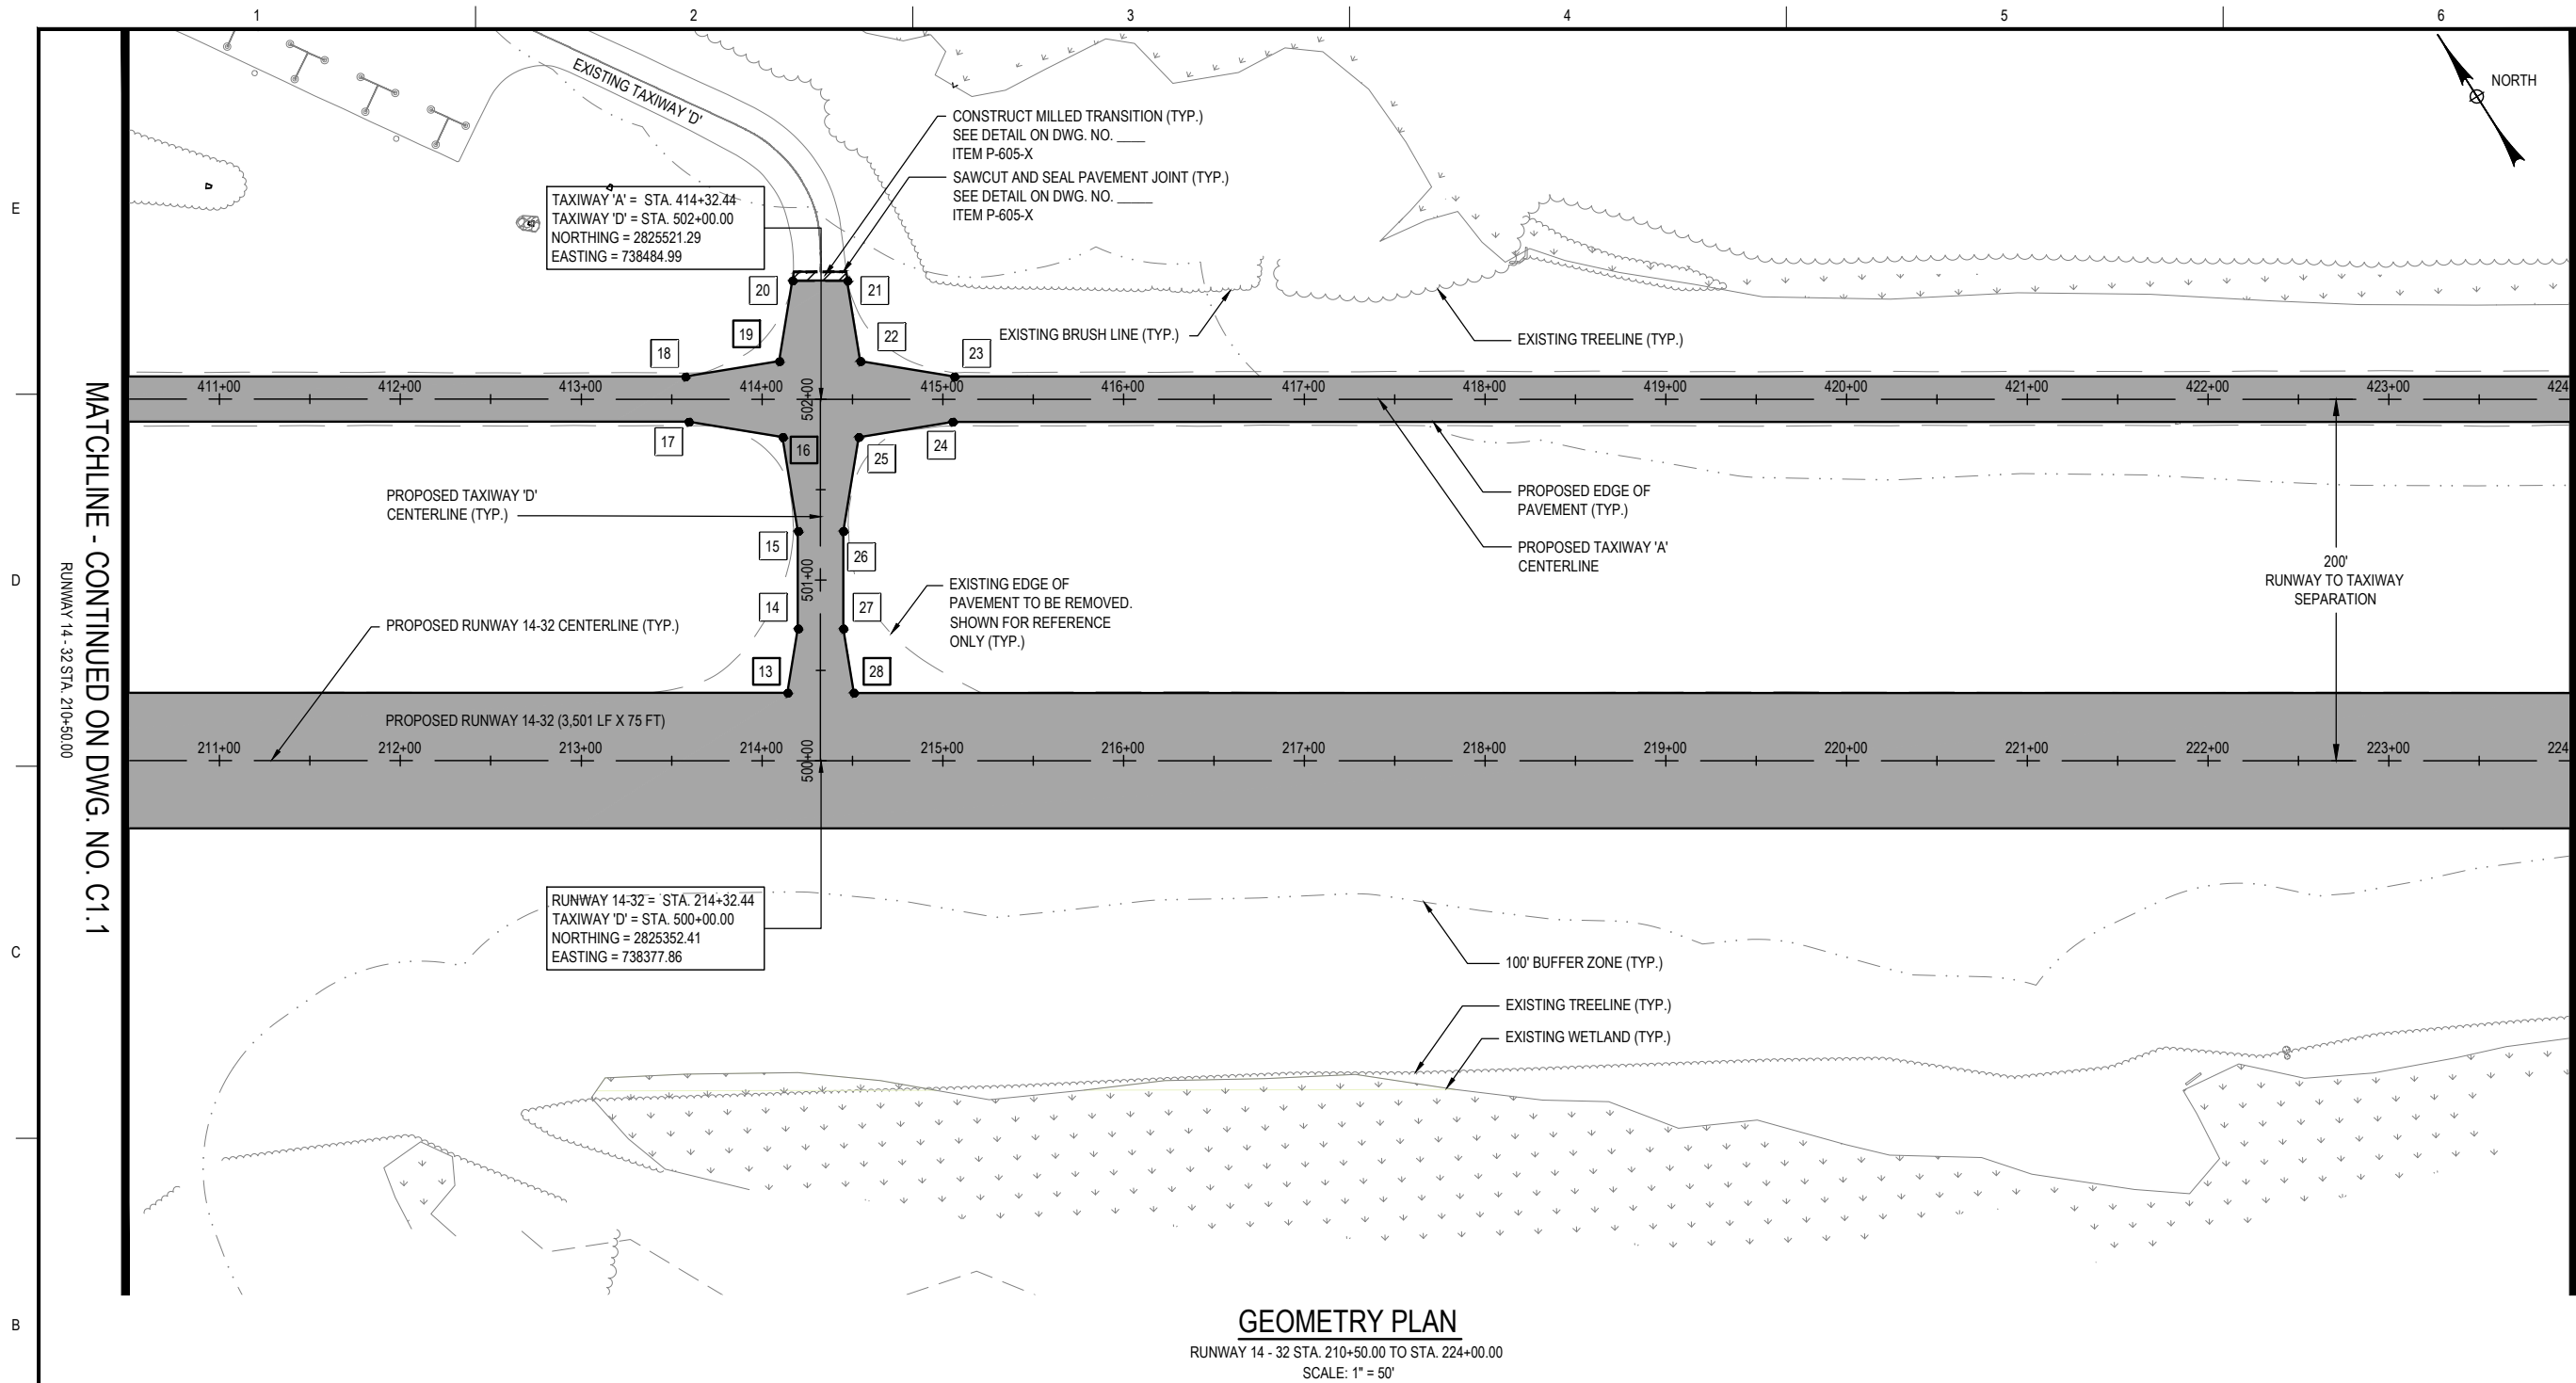 1
2
3
4
5
6
NORTH
EXISTING TAXIWAY 'D'
CONSTRUCT MILLED TRANSITION (TYP.)
SEE DETAIL ON DWG. NO. ____
ITEM P-605-X
SAWCUT AND SEAL PAVEMENT JOINT (TYP.)
SEE DETAIL ON DWG. NO. _____
ITEM P-605-X
E
TAXIWAY 'A' = STA. 414+32.44
TAXIWAY 'D' = STA. 502+00.00
NORTHING = 2825521.29
EASTING = 738484.99
20
21
19
22
18
23
EXISTING BRUSH LINE (TYP.)
EXISTING TREELINE (TYP.)
411+00
412+00
413+00
414+00
415+00
416+00
417+00
418+00
419+00
420+00
421+00
422+00
423+00
424
502+00
17
16
25
24
PROPOSED TAXIWAY 'D'
CENTERLINE (TYP.)
PROPOSED EDGE OF
PAVEMENT (TYP.)
PROPOSED TAXIWAY 'A'
CENTERLINE
15
26
D
501+00
200'
RUNWAY TO TAXIWAY
SEPARATION
EXISTING EDGE OF
PAVEMENT TO BE REMOVED.
SHOWN FOR REFERENCE
ONLY (TYP.)
14
27
PROPOSED RUNWAY 14-32 CENTERLINE (TYP.)
13
28
MATCHLINE - CONTINUED ON DWG. NO. C1.1
RUNWAY 14 - 32 STA. 210+50.00
PROPOSED RUNWAY 14-32 (3,501 LF X 75 FT)
211+00
212+00
213+00
214+00
215+00
216+00
217+00
218+00
219+00
220+00
221+00
222+00
223+00
224
500+00
RUNWAY 14-32 = STA. 214+32.44
TAXIWAY 'D' = STA. 500+00.00
NORTHING = 2825352.41
EASTING = 738377.86
C
100' BUFFER ZONE (TYP.)
EXISTING TREELINE (TYP.)
EXISTING WETLAND (TYP.)
B
GEOMETRY PLAN
RUNWAY 14 - 32 STA. 210+50.00 TO STA. 224+00.00
SCALE: 1" = 50'